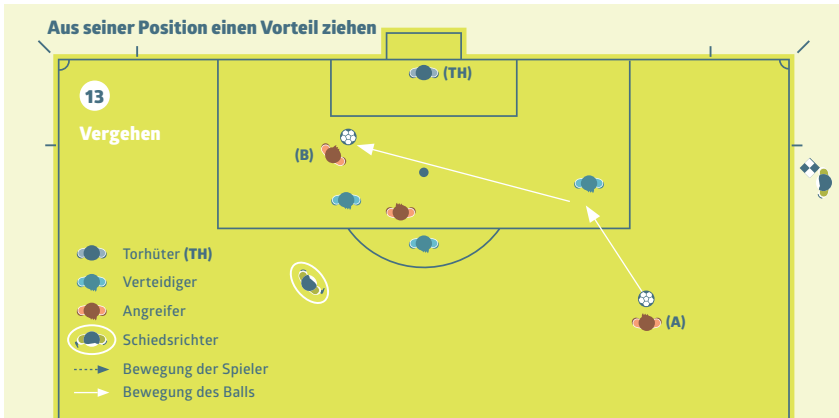 Aus seiner Position einen Vorteil ziehen
(TH)
13
Vergehen
(B)
Torhüter (TH)
Verteidiger
Angreifer
(A)
Schiedsrichter
Bewegung der Spieler
Bewegung des Balls